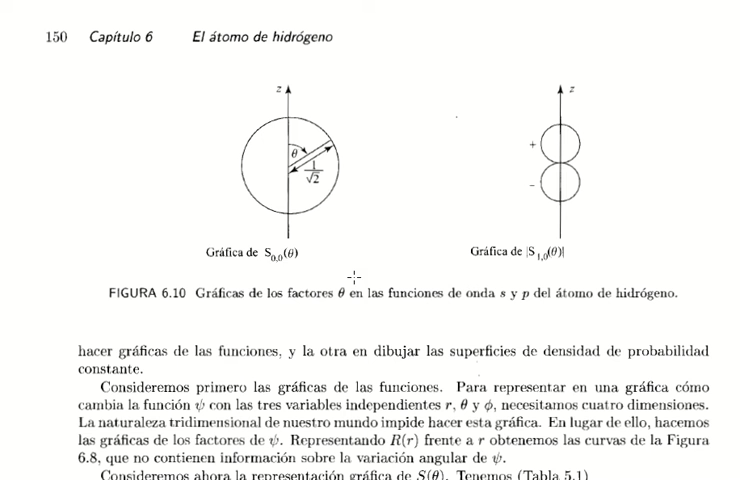 150 Capítulo 6 El átomo de hidrógeno
z
θ
1
√2
z
+
−
Gráfica de S0,0(θ)
Gráfica de |S1,0(θ)|
FIGURA 6.10 Gráficas de los factores θ en las funciones de onda s y p del átomo de hidrógeno.
hacer gráficas de las funciones, y la otra en dibujar las superficies de densidad de probabilidad
constante.
Consideremos primero las gráficas de las funciones. Para representar en una gráfica cómo
cambia la función ψ con las tres variables independientes r, θ y ϕ, necesitamos cuatro dimensiones.
La naturaleza tridimensional de nuestro mundo impide hacer esta gráfica. En lugar de ello, hacemos
las gráficas de los factores de ψ. Representando R(r) frente a r obtenemos las curvas de la Figura
6.8, que no contienen información sobre la variación angular de ψ.
Consideremos ahora la representación gráfica de S(θ). Tenemos (Tabla 5.1)